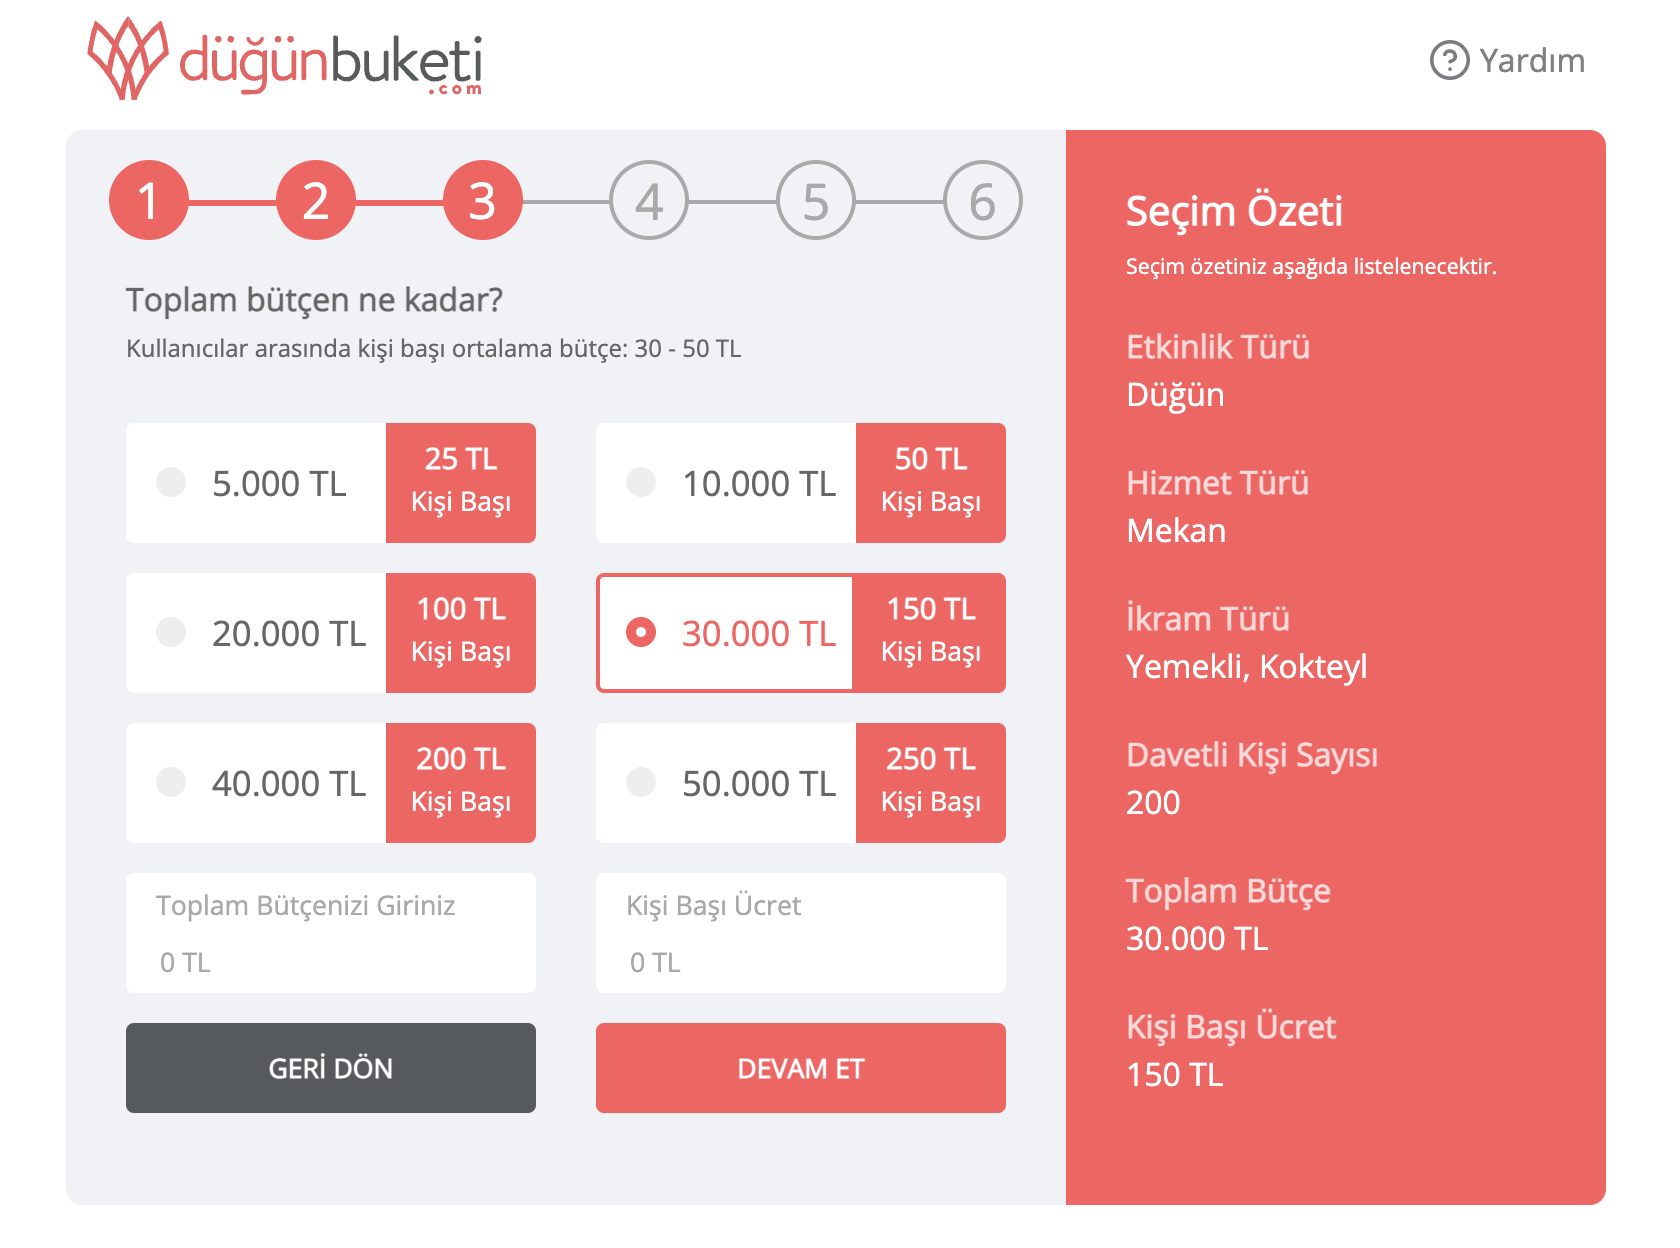 düğünbuketi
.com
Yardım
1 2 3 4 5 6
Toplam bütçen ne kadar?
Kullanıcılar arasında kişi başı ortalama bütçe: 30 - 50 TL
5.000 TL
25 TL
Kişi Başı
10.000 TL
50 TL
Kişi Başı
20.000 TL
100 TL
Kişi Başı
30.000 TL
150 TL
Kişi Başı
40.000 TL
200 TL
Kişi Başı
50.000 TL
250 TL
Kişi Başı
Toplam Bütçenizi Giriniz
0 TL
Kişi Başı Ücret
0 TL
GERİ DÖN
DEVAM ET
Seçim Özeti
Seçim özetiniz aşağıda listelenecektir.
Etkinlik Türü
Düğün
Hizmet Türü
Mekan
İkram Türü
Yemekli, Kokteyl
Davetli Kişi Sayısı
200
Toplam Bütçe
30.000 TL
Kişi Başı Ücret
150 TL